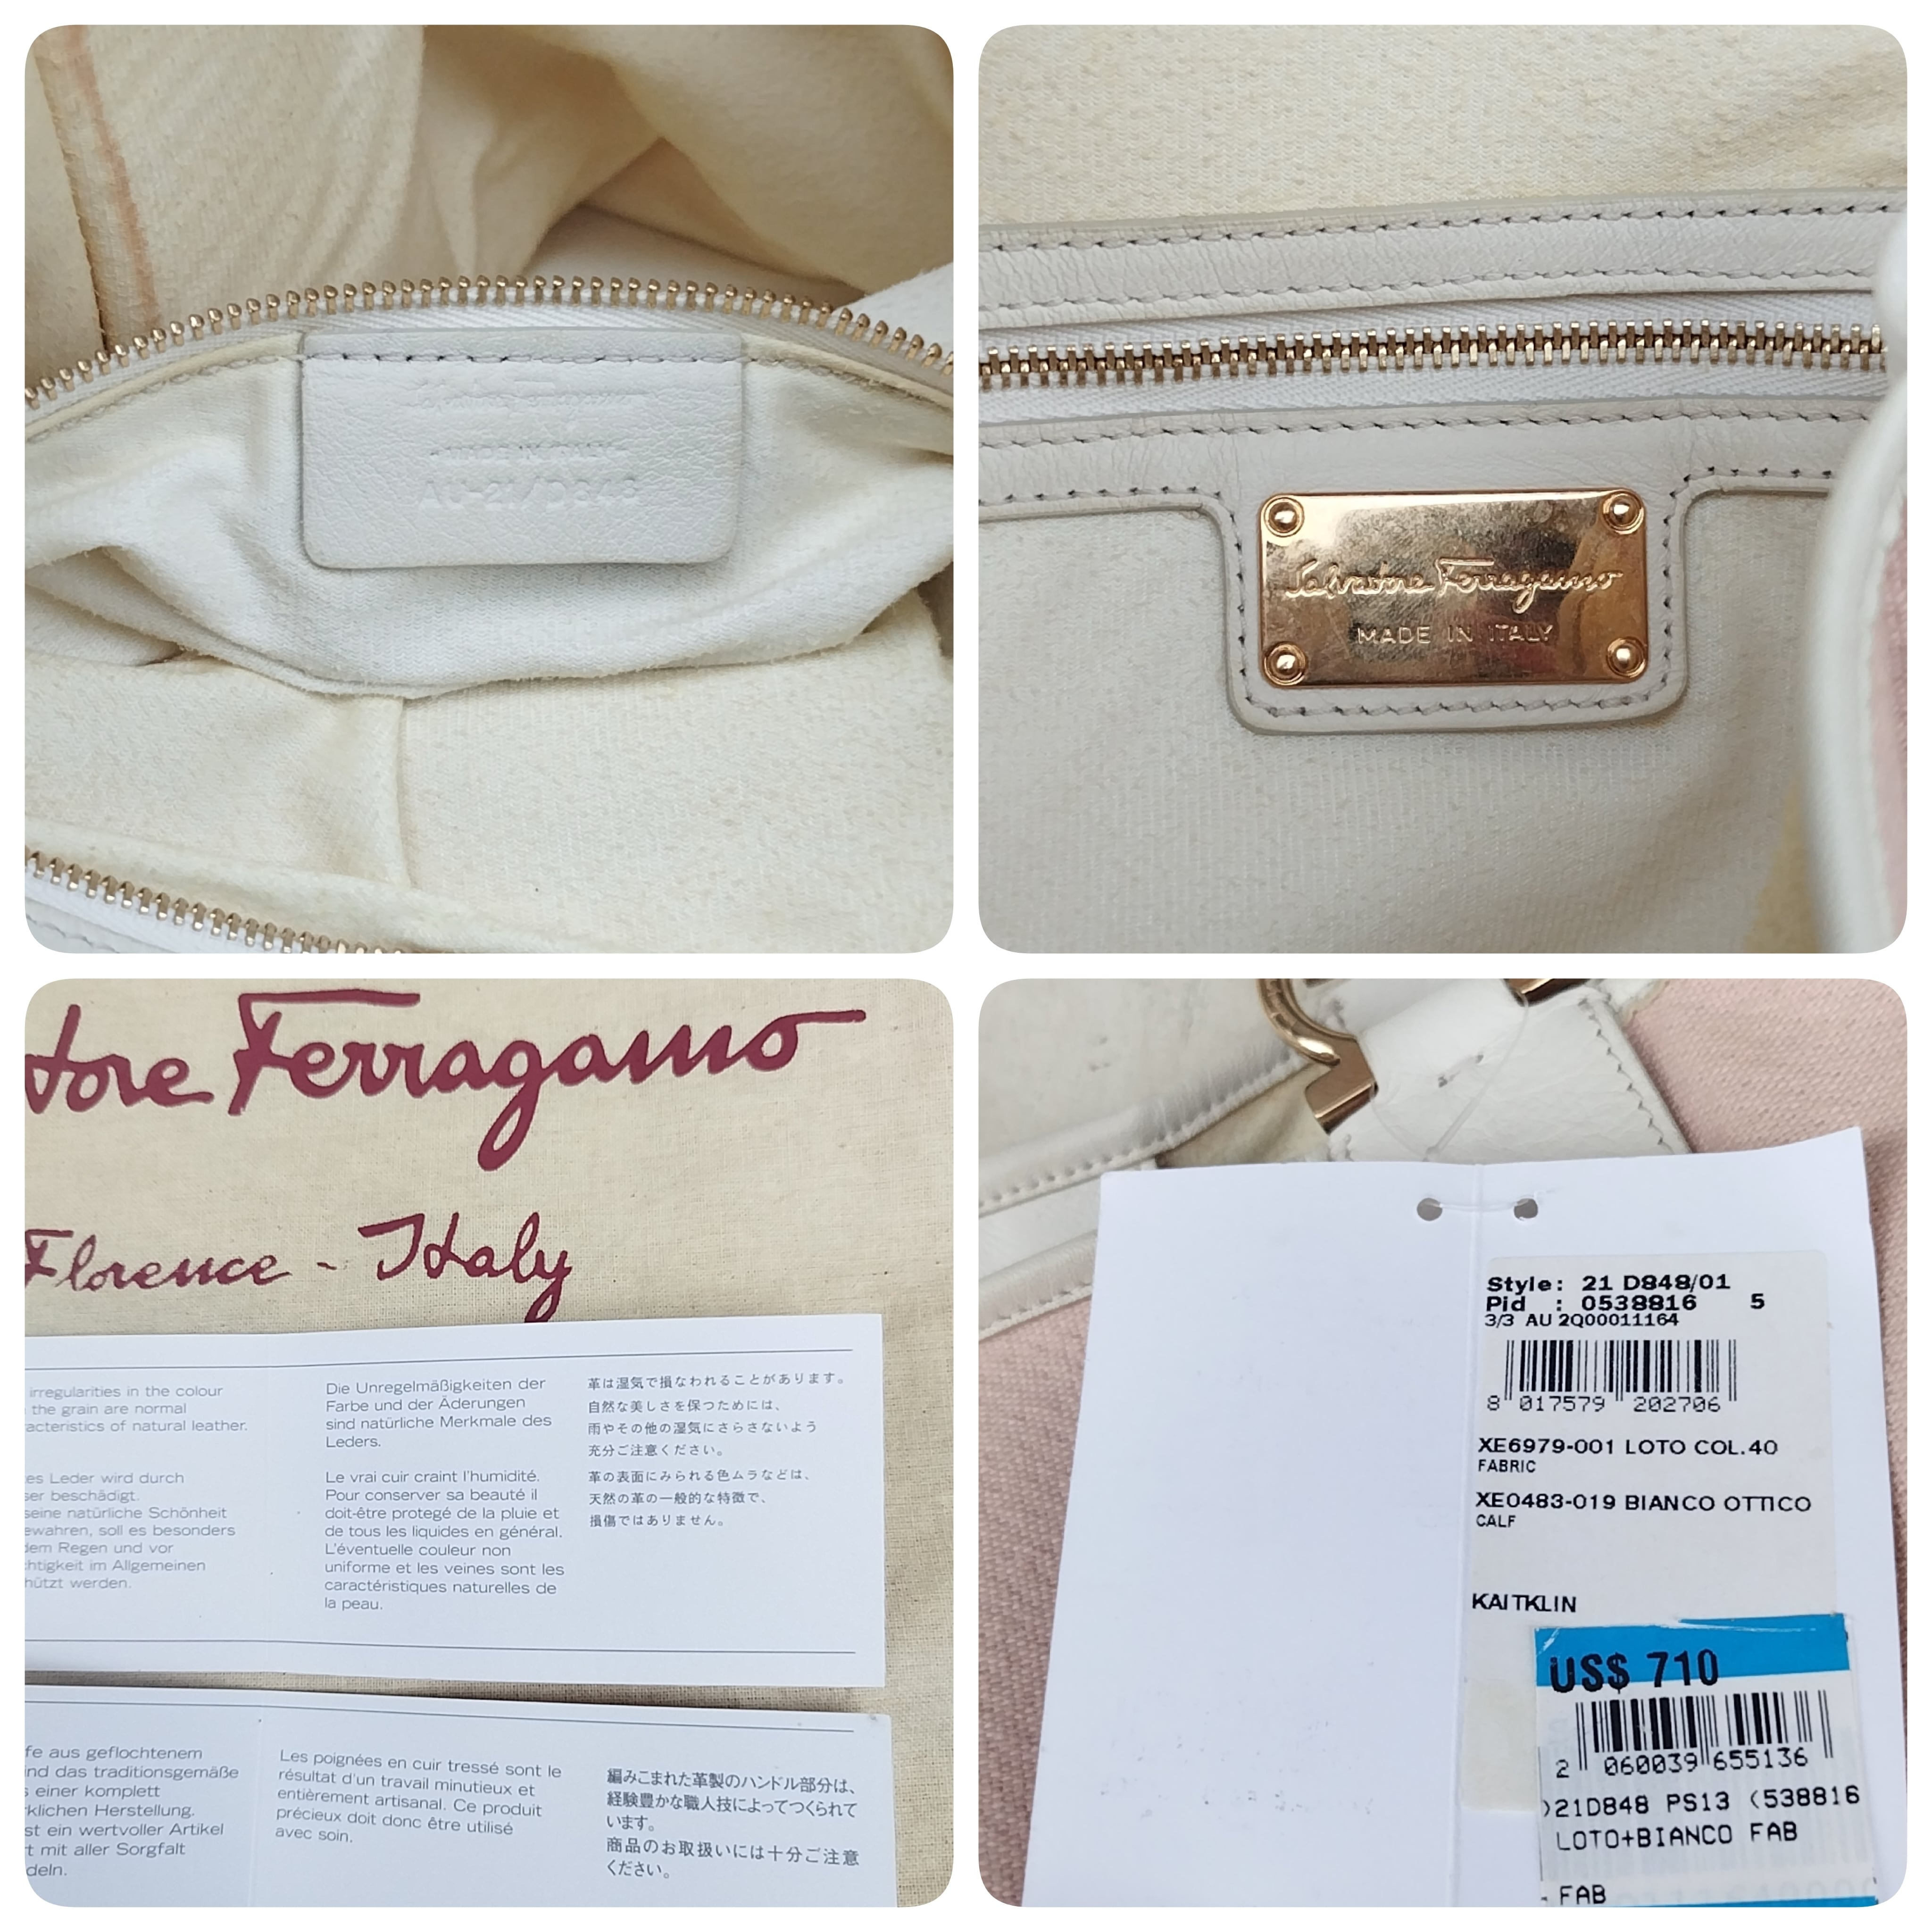 Salvatore Ferragamo
MADE IN ITALY
AU-21/D848
Salvatore Ferragamo
MADE IN ITALY
tore Ferragamo
Florence - Italy
irregularities in the colour
the grain are normal
acteristics of natural leather.
es Leder wird durch
ser beschädigt.
seine natürliche Schönheit
ewahren, soll es besonders
dem Regen und vor
htigkeit im Allgemeinen
hützt werden.
Die Unregelmäßigkeiten der
Farbe und der Äderungen
sind natürliche Merkmale des
Leders.
Le vrai cuir craint l'humidité.
Pour conserver sa beauté il
doit-être protegé de la pluie et
de tous les liquides en général.
L'éventuelle couleur non
uniforme et les veines sont les
caractéristiques naturelles de
la peau.
革は湿気で損なわれることがあります。
自然な美しさを保つためには、
雨やその他の湿気にさらさないよう
充分ご注意ください。
革の表面にみられる色ムラなどは、
天然の革の一般的な特徴で、
損傷ではありません。
fe aus geflochtenem
nd das traditionsgemäße
s einer komplett
rklichen Herstellung.
st ein wertvoller Artikel
t mit aller Sorgfalt
deln.
Les poignées en cuir tressé sont le
résultat d'un travail minutieux et
entièrement artisanal. Ce produit
précieux doit donc être utilisé
avec soin.
編みこまれた革製のハンドル部分は、
経験豊かな職人技によってつくられて
います。
商品のお取扱いには十分ご注意
ください。
Style: 21 D848/01
Pid : 0538816 5
3/3 AU 2Q00011164
8 017579 202706
XE6979-001 LOTO COL.40
FABRIC
XE0483-019 BIANCO OTTICO
CALF
KAITKLIN
US$ 710
2 060039 655136
)21D848 PS13 (538816
LOTO+BIANCO FAB
- FAB